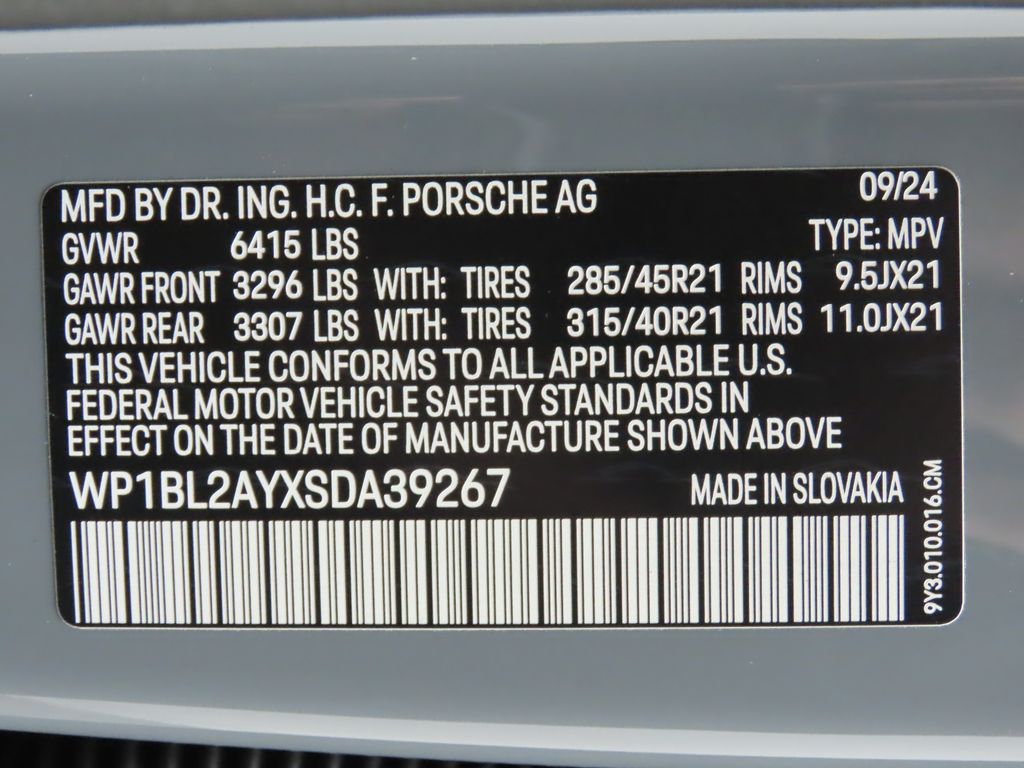 MFD BY DR. ING. H.C. F. PORSCHE AG 09/24
GVWR 6415 LBS TYPE: MPV
GAWR FRONT 3296 LBS WITH: TIRES 285/45R21 RIMS 9.5JX21
GAWR REAR 3307 LBS WITH: TIRES 315/40R21 RIMS 11.0JX21
THIS VEHICLE CONFORMS TO ALL APPLICABLE U.S.
FEDERAL MOTOR VEHICLE SAFETY STANDARDS IN
EFFECT ON THE DATE OF MANUFACTURE SHOWN ABOVE
WP1BL2AYXSDA39267 MADE IN SLOVAKIA
9Y3.010.016.CM